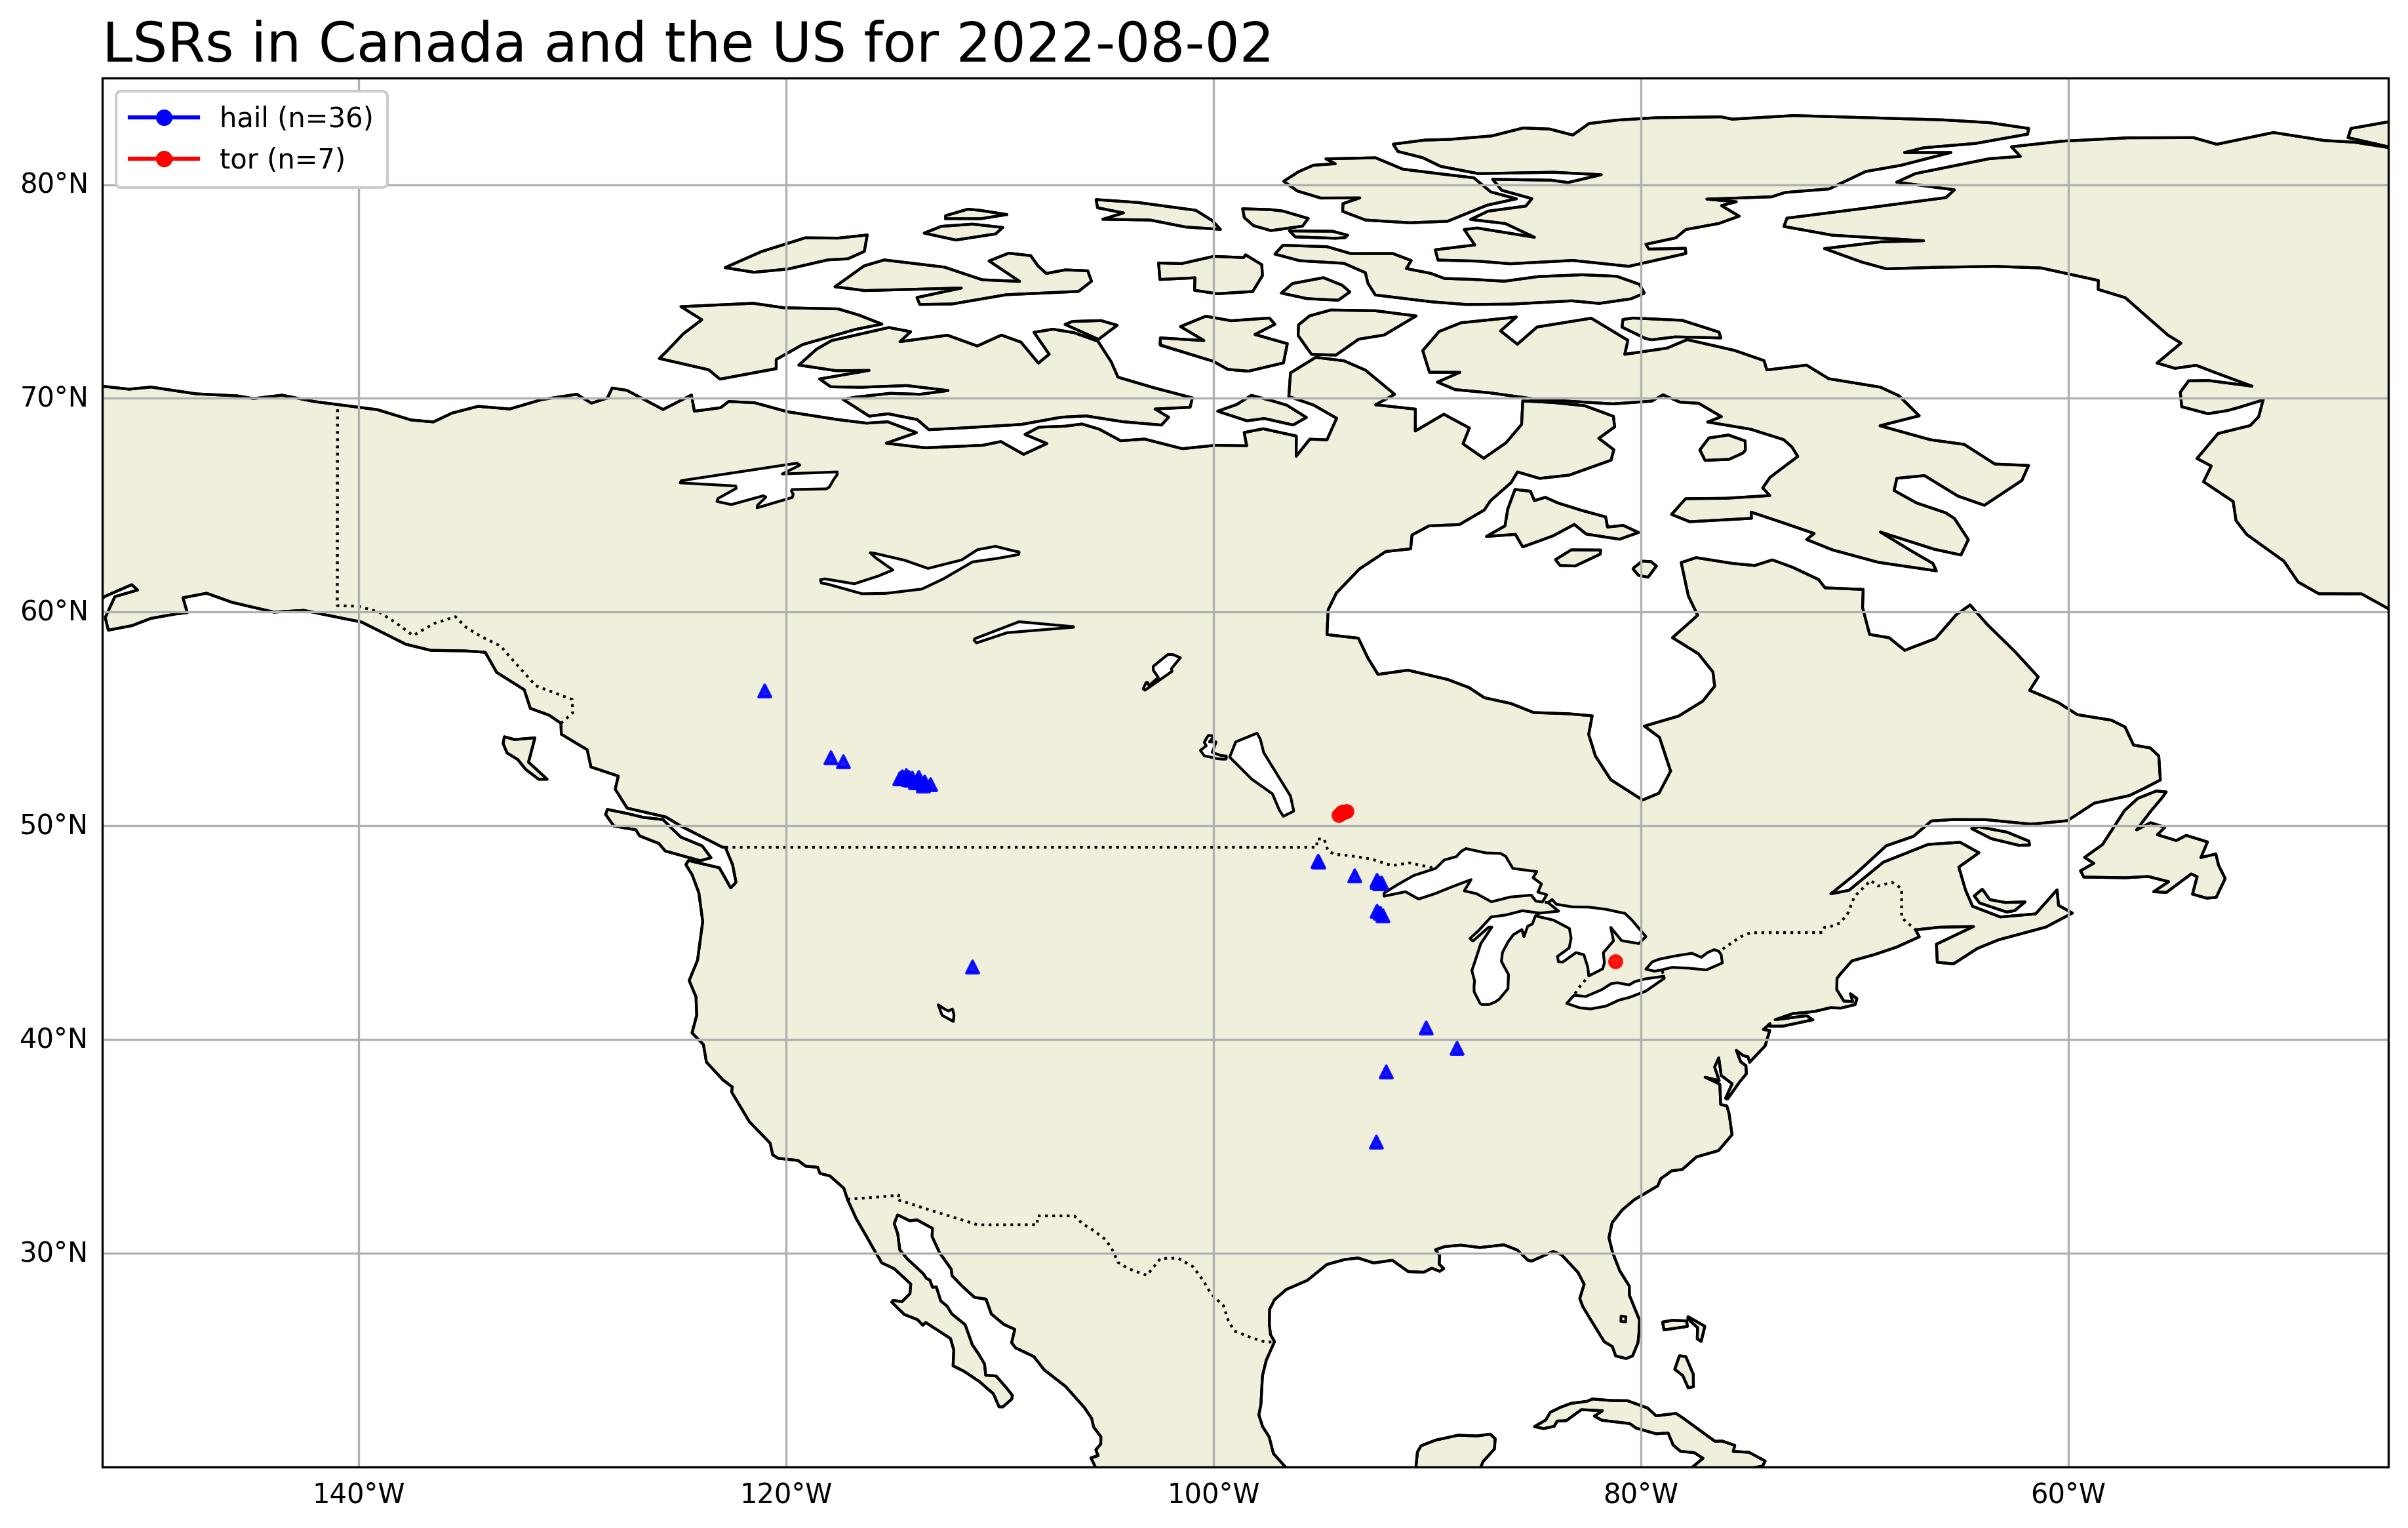 LSRs in Canada and the US for 2022-08-02
hail (n=36)
tor (n=7)
80°N
70°N
60°N
50°N
40°N
30°N
140°W 120°W 100°W 80°W 60°W